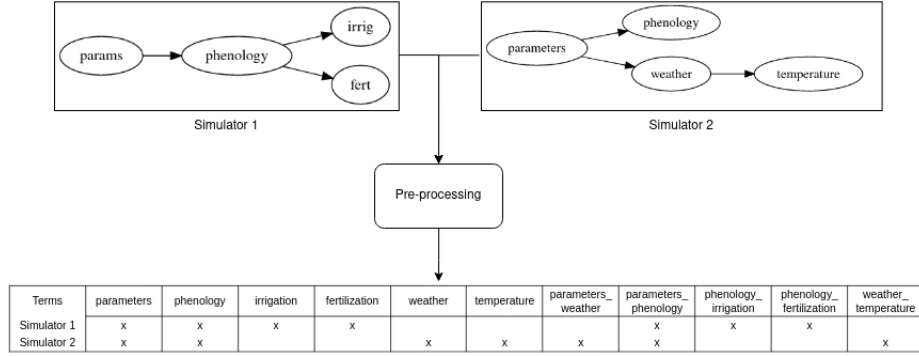 params
phenology
irrig
fert
Simulator 1
parameters
phenology
weather
temperature
Simulator 2
Pre-processing
Terms parameters phenology irrigation fertilization weather temperature parameters_ weather parameters_ phenology phenology_ irrigation phenology_ fertilization weather_ temperature
Simulator 1 x x x x x x x
Simulator 2 x x x x x x x